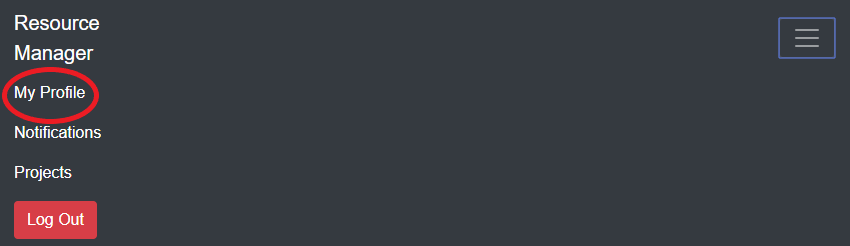 Resource
Manager
My Profile
Notifications
Projects
Log Out